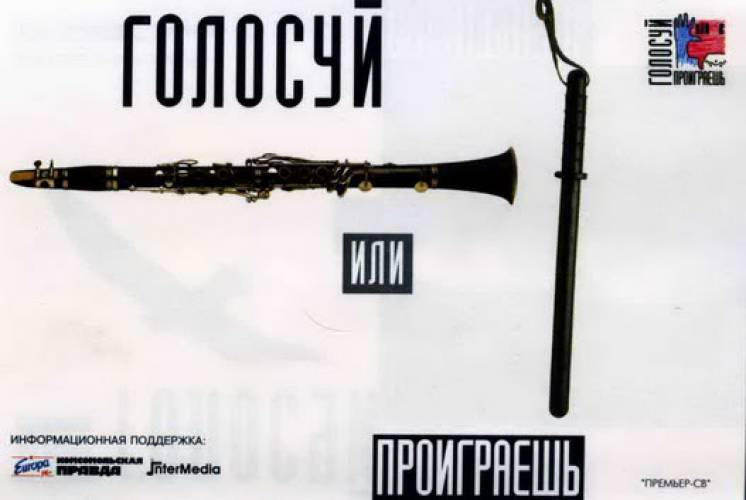 ГОЛОСУЙ
ГОЛОСУЙ
ПРОИГРАЕШЬ
ИЛИ
ИНФОРМАЦИОННАЯ ПОДДЕРЖКА:
Europa
КОМСОМОЛЬСКАЯ
ПРАВДА
InterMedia
ПРОИГРАЕШЬ
"ПРЕМЬЕР-СВ"